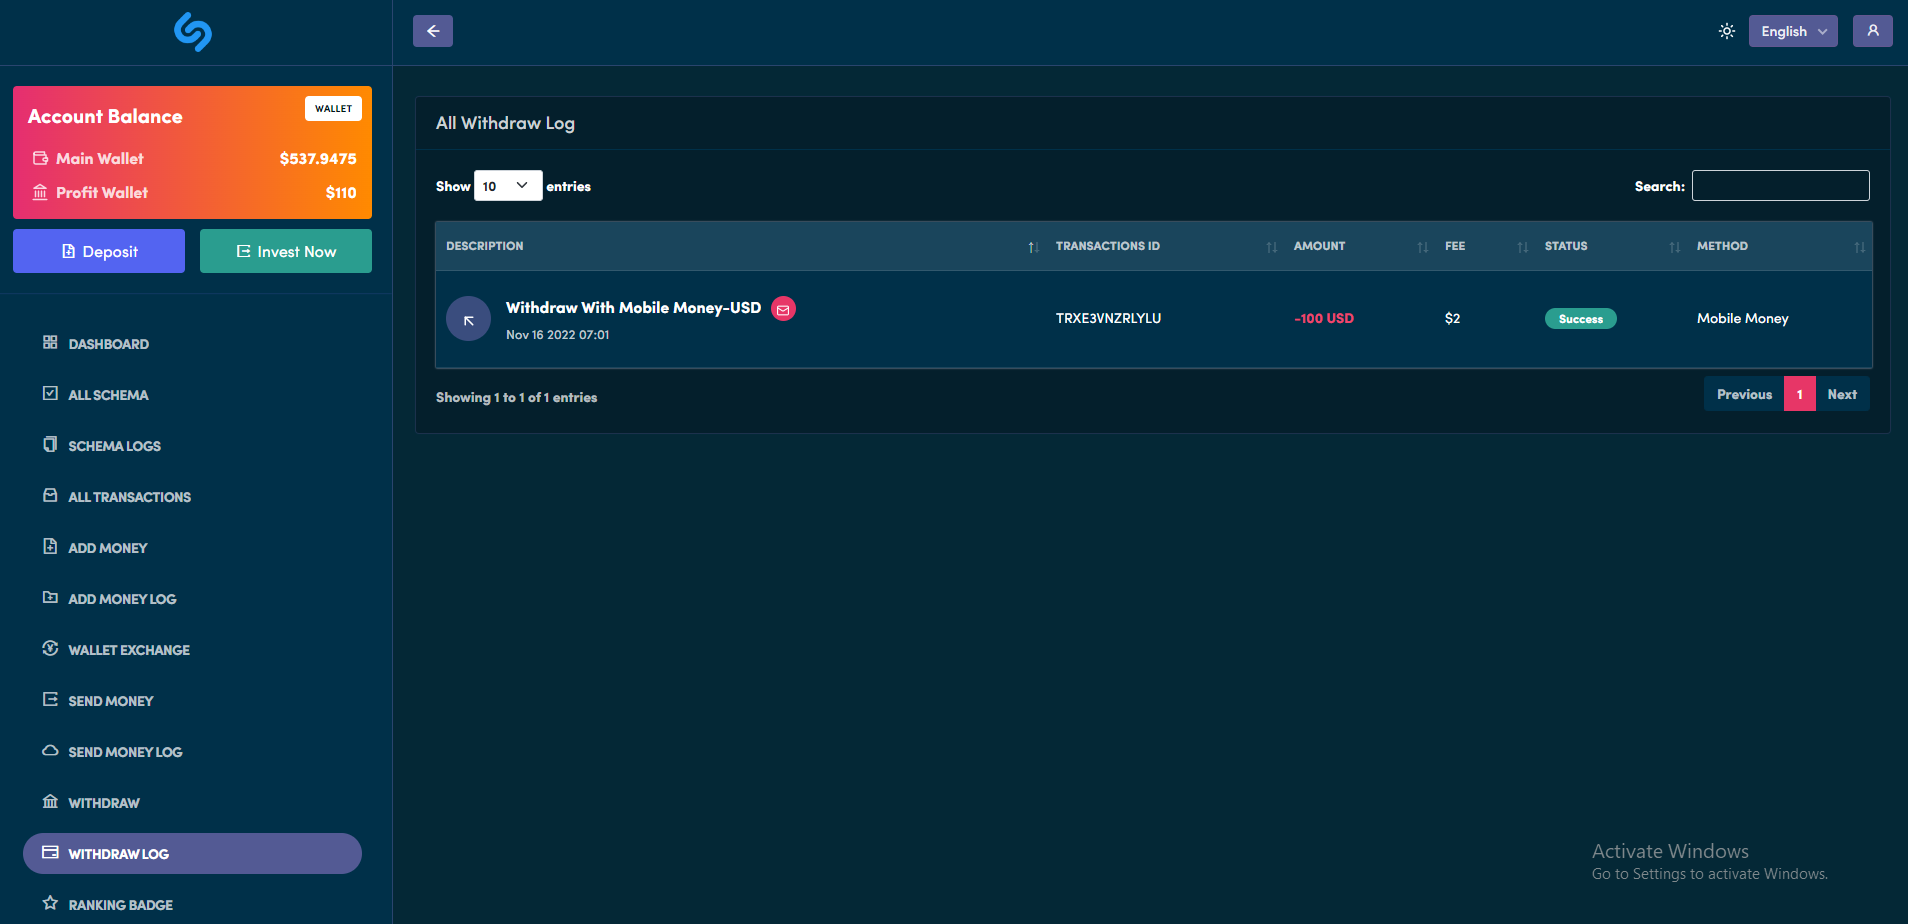 English
Account Balance
WALLET
Main Wallet $537.9475
Profit Wallet $110
Deposit
Invest Now
DASHBOARD
ALL SCHEMA
SCHEMA LOGS
ALL TRANSACTIONS
ADD MONEY
ADD MONEY LOG
WALLET EXCHANGE
SEND MONEY
SEND MONEY LOG
WITHDRAW
WITHDRAW LOG
RANKING BADGE
All Withdraw Log
Show 10 entries
Search:
DESCRIPTION TRANSACTIONS ID AMOUNT FEE STATUS METHOD
Withdraw With Mobile Money-USD
Nov 16 2022 07:01
TRXE3VNZRLYLU -100 USD $2 Success Mobile Money
Showing 1 to 1 of 1 entries
Previous 1 Next
Activate Windows
Go to Settings to activate Windows.